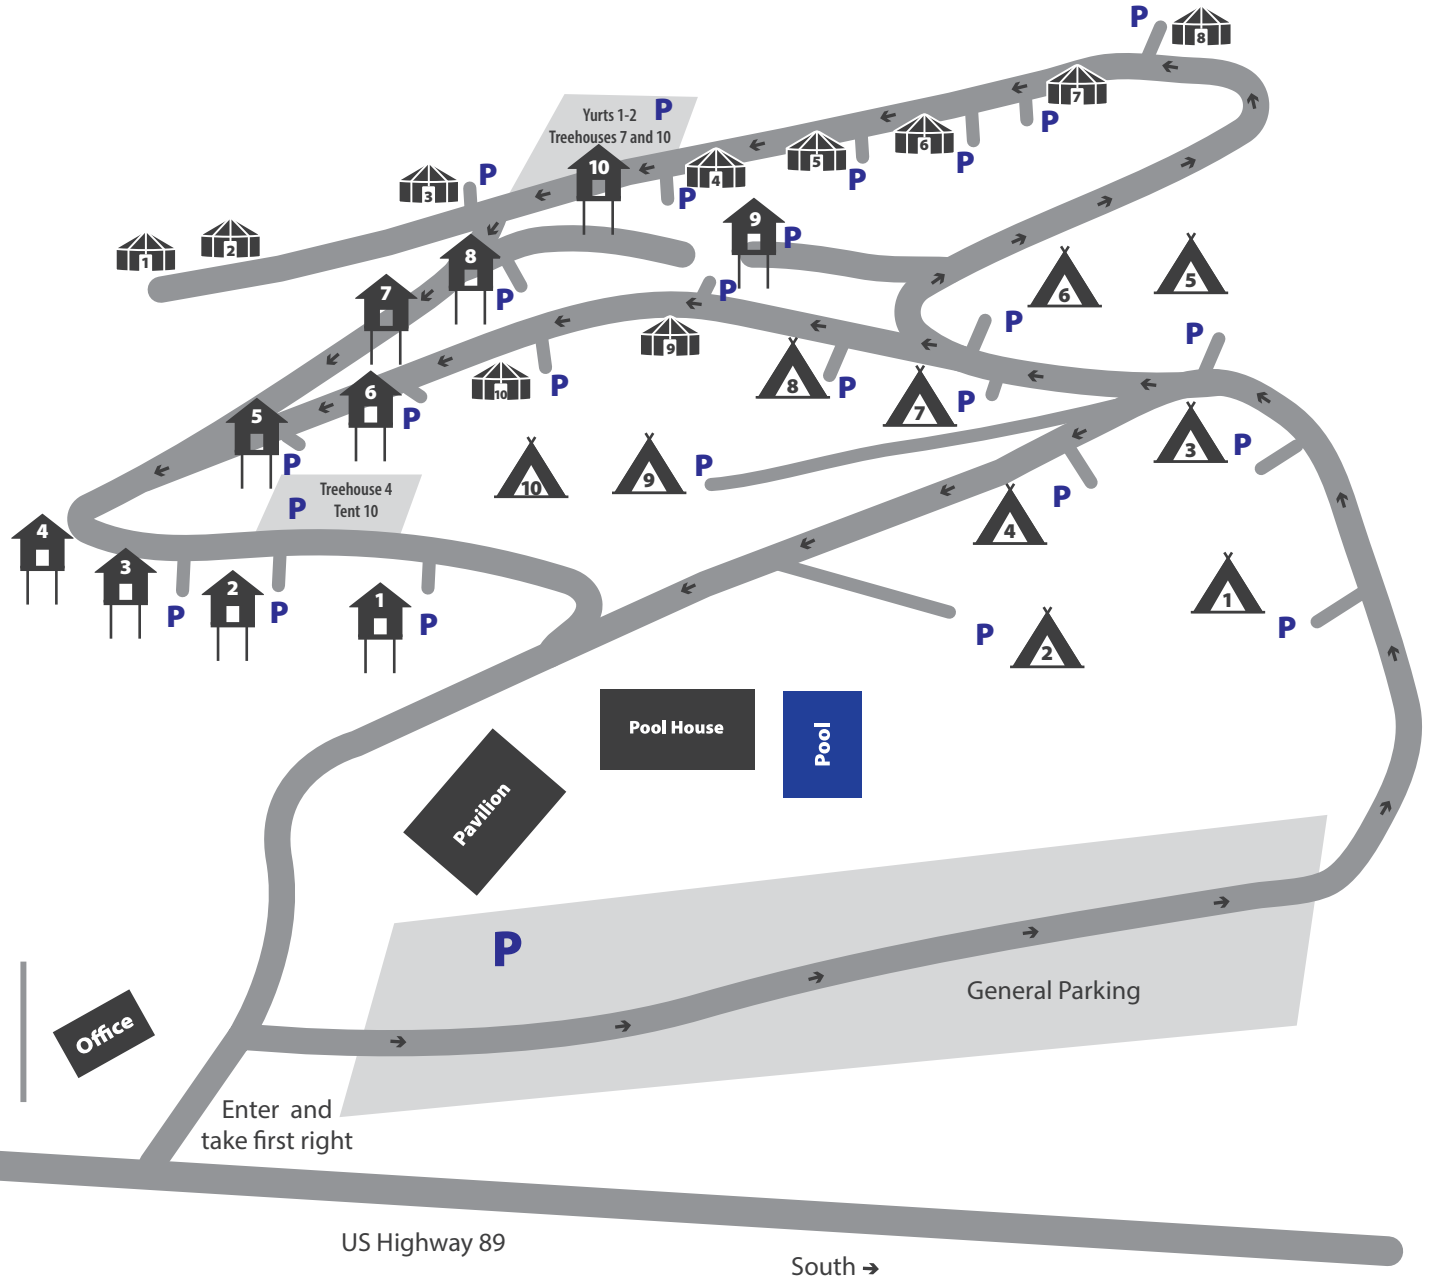 P
8
7
P
Yurts 1-2
P
Treehouses 7 and 10
6
5
P
P
10
4
P
3
P
P
9
P
2
1
8
P
7
6
5
P
P
9
P
P
10
P
8
P
7
P
6
P
5
P
3
P
10
9
P
4
P
Treehouse 4
P
Tent 10
4
3
P
2
P
1
P
1
P
2
P
Pool House
Pool
Pavilion
P
General Parking
Office
Enter and
take first right
US Highway 89
South ➔